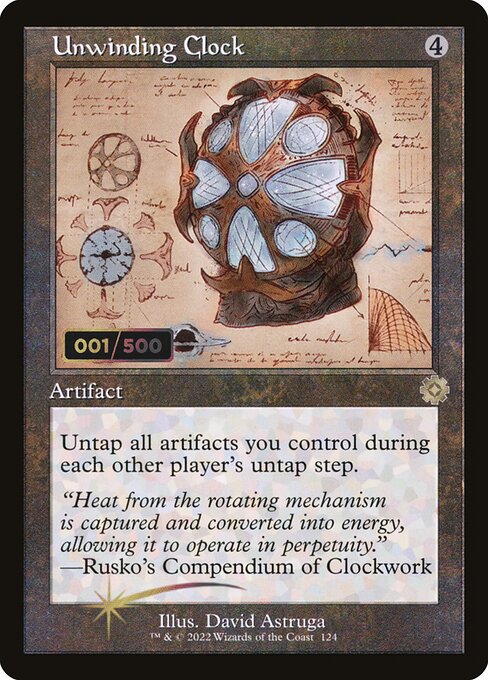 Unwinding Clock 4
001/500
Artifact
Untap all artifacts you control during
each other player's untap step.
“Heat from the rotating mechanism
is captured and converted into energy,
allowing it to operate in perpetuity.”
—Rusko's Compendium of Clockwork
Illus. David Astruga
™ & © 2022 Wizards of the Coast 124